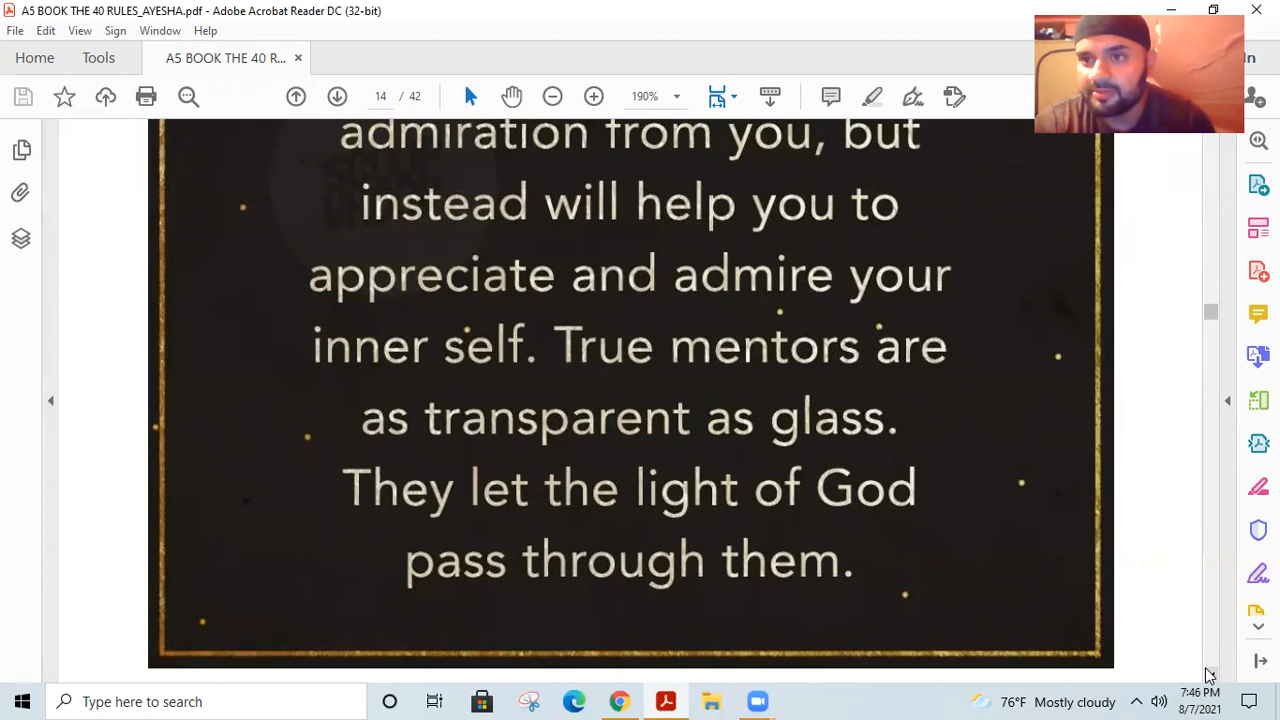 A5 BOOK THE 40 RULES_AYESHA.pdf - Adobe Acrobat Reader DC (32-bit)
File Edit View Sign Window Help
Home Tools A5 BOOK THE 40 R... In
14 / 42 190%
admiration from you, but
instead will help you to
appreciate and admire your
inner self. True mentors are
as transparent as glass.
They let the light of God
pass through them.
Type here to search
76°F Mostly cloudy
7:46 PM
8/7/2021